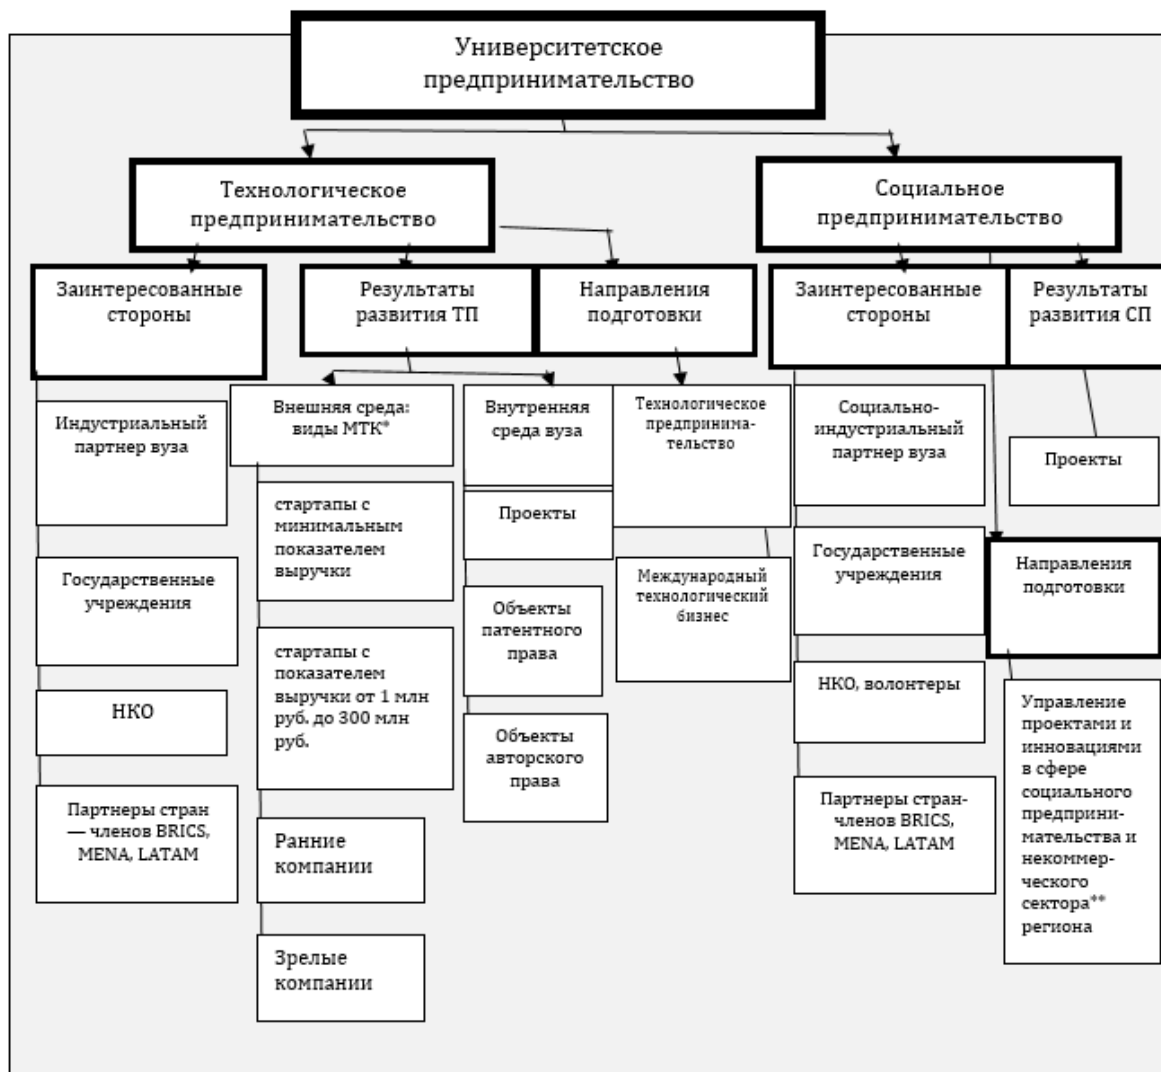 Университетское
предпринимательство
Технологическое
предпринимательство
Социальное
предпринимательство
Заинтересованные
стороны
Результаты
развития ТП
Направления
подготовки
Заинтересованные
стороны
Результаты
развития СП
Индустриальный
партнер вуза
Государственные
учреждения
НКО
Партнеры стран
— членов BRICS,
MENA, LATAM
Внешняя среда:
виды МТК*
стартапы с
минимальным
показателем
выручки
стартапы с
показателем
выручки от 1 млн
руб. до 300 млн
руб.
Ранние
компании
Зрелые
компании
Внутренняя
среда вуза
Проекты
Объекты
патентного
права
Объекты
авторского
права
Технологическое
предпринима-
тельство
Международный
технологический
бизнес
Социально-
индустриальный
партнер вуза
Государственные
учреждения
НКО, волонтеры
Партнеры стран-
членов BRICS,
MENA, LATAM
Проекты
Направления
подготовки
Управление
проектами и
инновациями
в сфере
социального
предприни-
мательства и
некоммер-
ческого
сектора**
региона